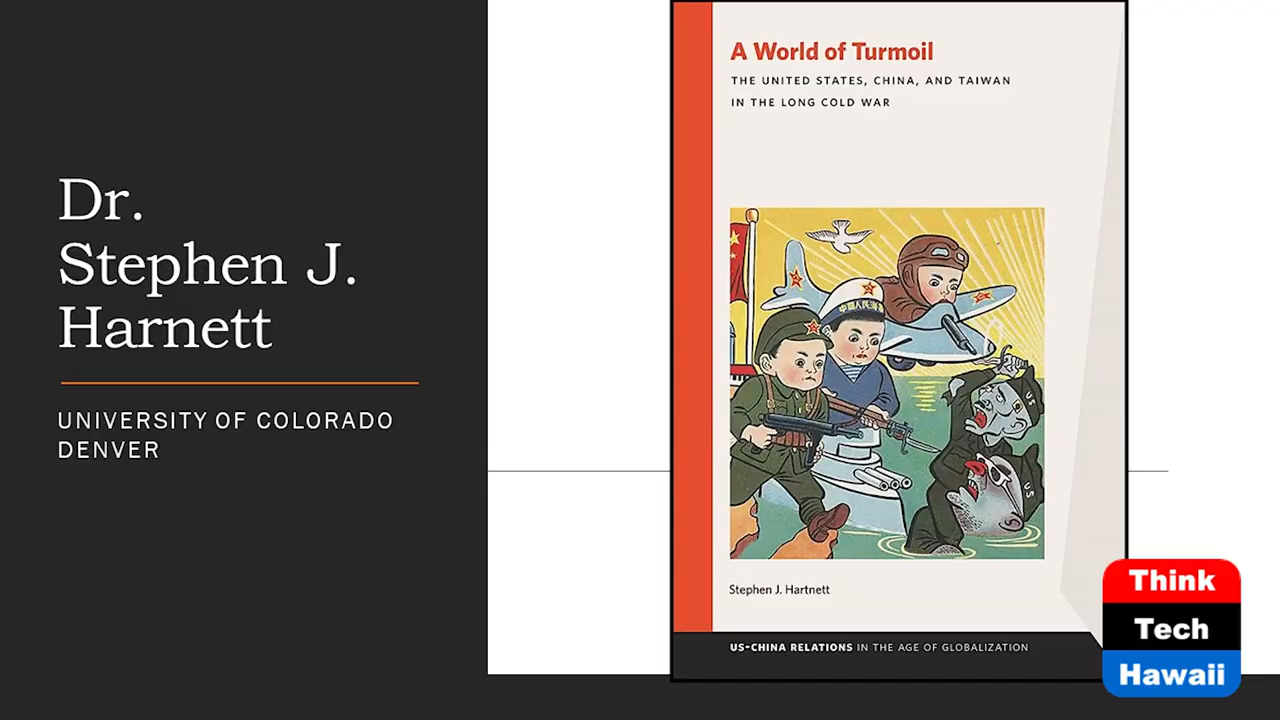 Dr.
Stephen J.
Harnett
UNIVERSITY OF COLORADO
DENVER
A World of Turmoil
THE UNITED STATES, CHINA, AND TAIWAN
IN THE LONG COLD WAR
US
US
Stephen J. Hartnett
US-CHINA RELATIONS IN THE AGE OF GLOBALIZATION
Think
Tech
Hawaii